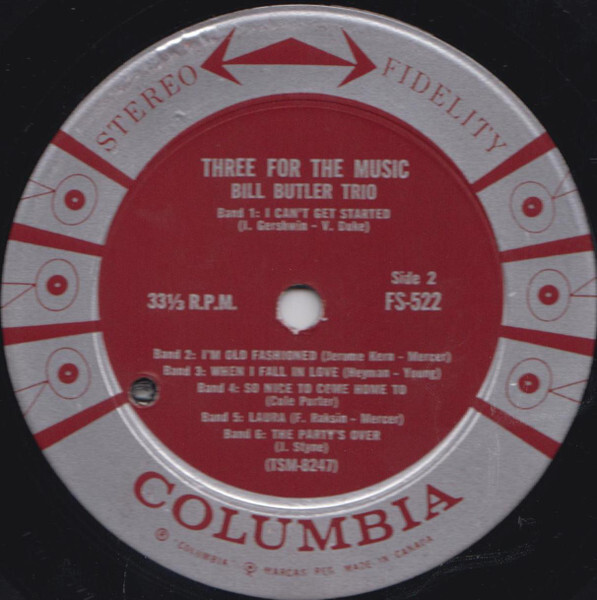 STEREO FIDELITY
THREE FOR THE MUSIC
BILL BUTLER TRIO
Band 1: I CAN'T GET STARTED
(I. Gershwin - V. Duke)
Side 2
33⅓ R.P.M.
FS-522
Band 2: I'M OLD FASHIONED (Jerome Kern - Mercer)
Band 3: WHEN I FALL IN LOVE (Heyman - Young)
Band 4: SO NICE TO COME HOME TO
(Cole Porter)
Band 5: LAURA (F. Raksin - Mercer)
Band 6: THE PARTY'S OVER
(J. Styne)
(TSM-8247)
COLUMBIA
® "COLUMBIA" ® MARCAS REG. MADE IN CANADA